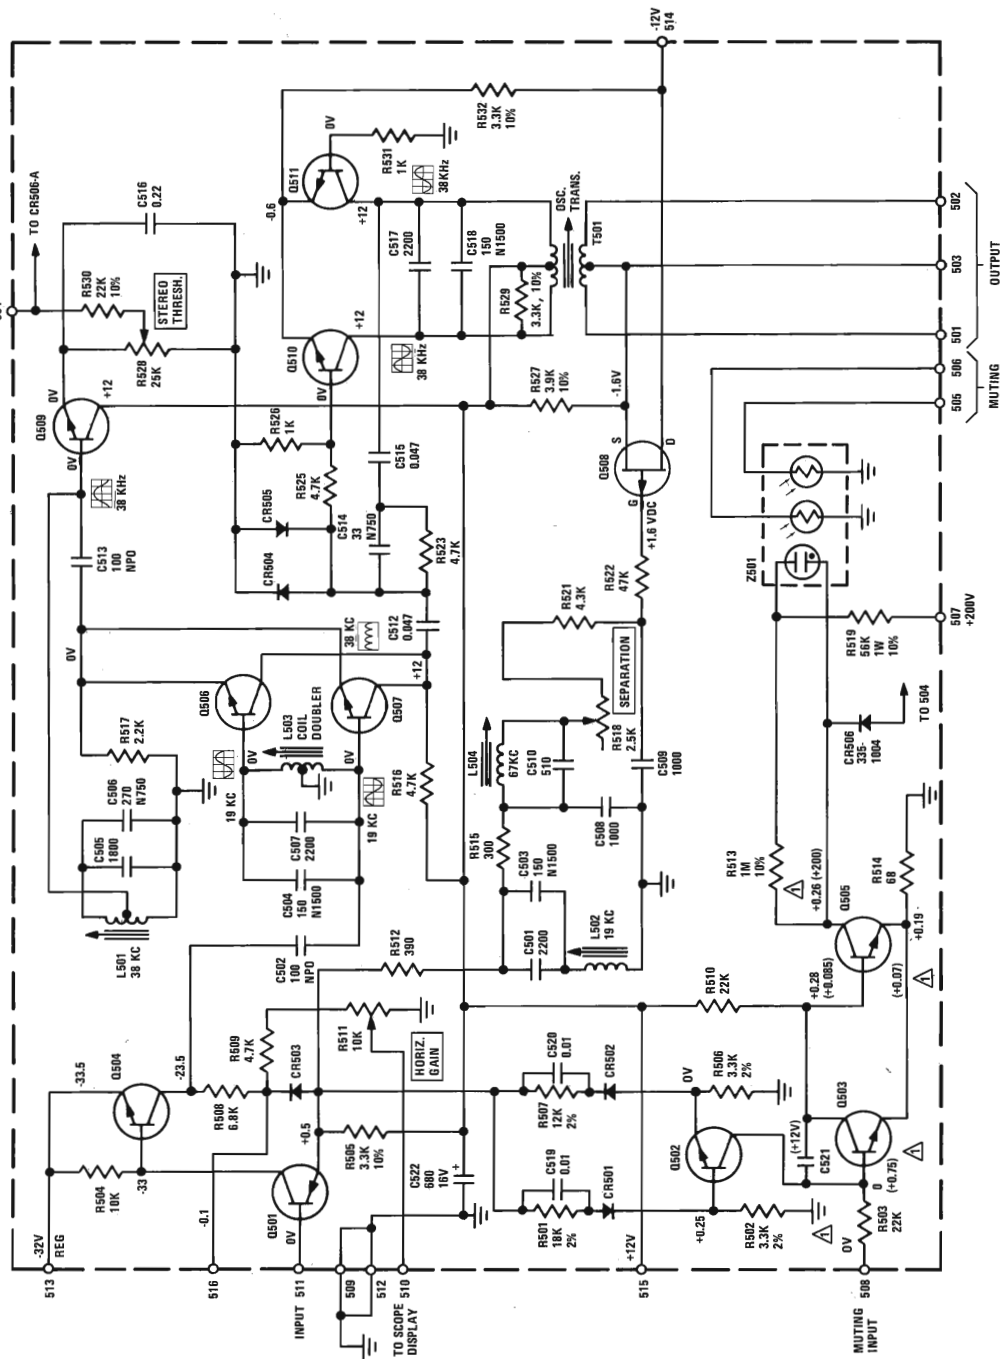 -32V
REG
513
R504
10K
-33
-33.5
Q504
-23.5
R508
6.8K
R509
4.7K
-0.1
516
Q501
0V
INPUT
511
+0.5
CR503
R511
10K
HORIZ.
GAIN
R505
3.3K
10%
C522
680
16V
+
509
512
510
TO SCOPE
DISPLAY
+12V
515
C519
0.01
R501
18K
2%
CR501
C520
0.01
R507
12K
2%
CR502
0V
R506
3.3K
2%
Q502
+0.25
R502
3.3K
2%
1
(+12V)
C521
Q503
0
(+0.75)
1
R503
22K
0V
508
MUTING
INPUT
R510
22K
+0.28
(+0.085)
Q505
(+0.07)
1
+0.19
R514
68
R513
1M
10%
1
+0.26 (+200)
CR506
335-
1004
TO 504
R519
56K
1W
10%
507
+200V
Z501
L501
38 KC
C505
1800
C506
270
N750
R517
2.2K
C502
100
NPO
C504
150
N1500
C507
2200
19 KC
0V
L503
COIL
DOUBLER
0V
19 KC
Q506
Q507
0V
38 KC
+12
R516
4.7K
R512
390
C501
2200
C503
150
N1500
L502
19 KC
R515
300
L504
67KC
C510
510
C508
1000
R518
2.5K
SEPARATION
C509
1000
R521
4.3K
R522
47K
+1.6 VDC
G
S
D
Q508
-1.6V
C512
0.047
R523
4.7K
C514
33
N750
C515
0.047
CR504
CR505
R525
4.7K
R526
1K
C513
100
NPO
38 KHz
0V
Q509
0V
+12
R528
25K
R530
22K
10%
STEREO
THRESH.
TO CR506-A
C516
0.22
Q510
0V
+12
38 KHz
Q511
0V
-0.6
+12
38KHz
R531
1K
R532
3.3K
10%
C517
2200
C518
150
N1500
R529
3.3K, 10%
R527
3.9K
10%
OSC.
TRANS.
T501
-12V
514
502
503
501
OUTPUT
506
505
MUTING